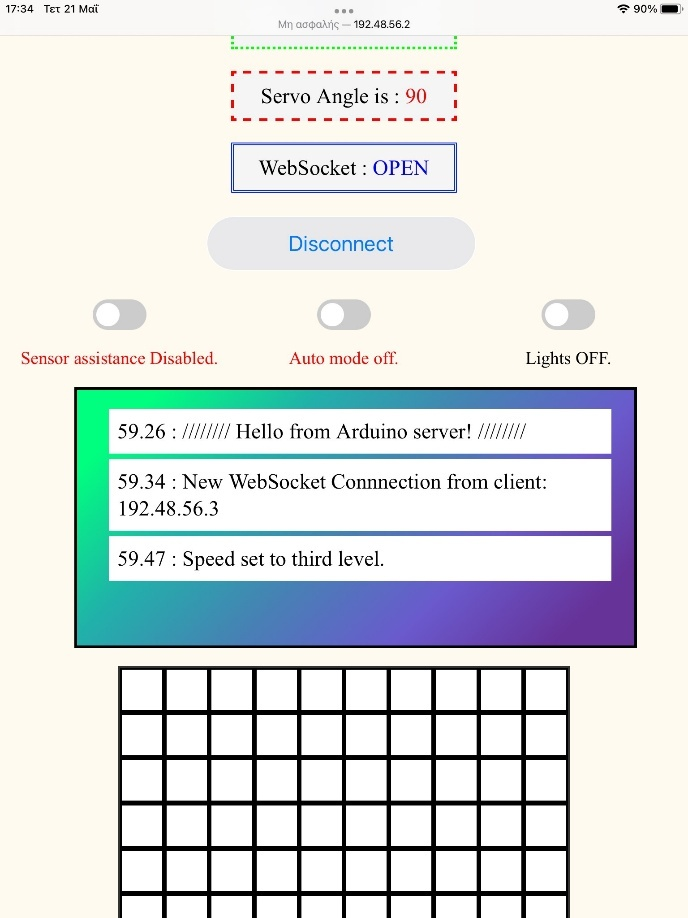 17:34 Τετ 21 Μαΐ
90%
Μη ασφαλής — 192.48.56.2
Servo Angle is : 90
WebSocket : OPEN
Disconnect
Sensor assistance Disabled.
Auto mode off.
Lights OFF.
59.26 : //////// Hello from Arduino server! ////////
59.34 : New WebSocket Connnection from client:
192.48.56.3
59.47 : Speed set to third level.